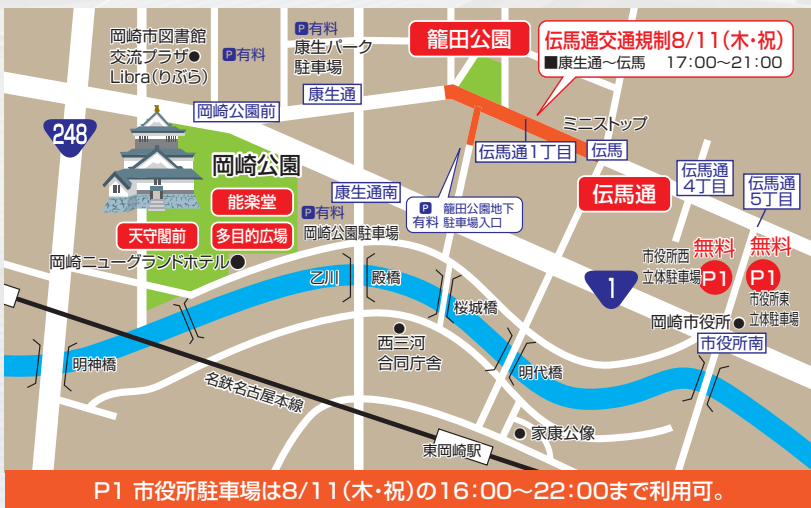 岡崎市図書館
交流プラザ●
Libra(りぶら)
P有料
P有料
康生パーク
駐車場
籠田公園
伝馬通交通規制8/11(木・祝)
■康生通～伝馬 17:00～21:00
康生通
岡崎公園前
248
ミニストップ
伝馬通1丁目
伝馬
岡崎公園
能楽堂
天守閣前
多目的広場
康生通南
P有料
岡崎公園駐車場
P 籠田公園地下
有料 駐車場入口
伝馬通
伝馬通
4丁目
伝馬通
5丁目
岡崎ニューグランドホテル●
乙川
殿橋
桜城橋
1
市役所西
立体駐車場
無料
P1
無料
P1
市役所東
立体駐車場
岡崎市役所●
市役所南
●
西三河
合同庁舎
明神橋
名鉄名古屋本線
明代橋
●家康公像
東岡崎駅
P1 市役所駐車場は8/11(木・祝)の16:00～22:00まで利用可。